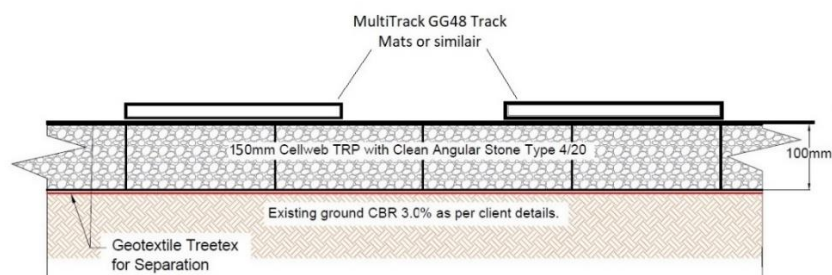 MultiTrack GG48 Track
Mats or similair
150mm Cellweb TRP with Clean Angular Stone Type 4/20
100mm
Existing ground CBR 3.0% as per client details.
Geotextile Treetex
for Separation